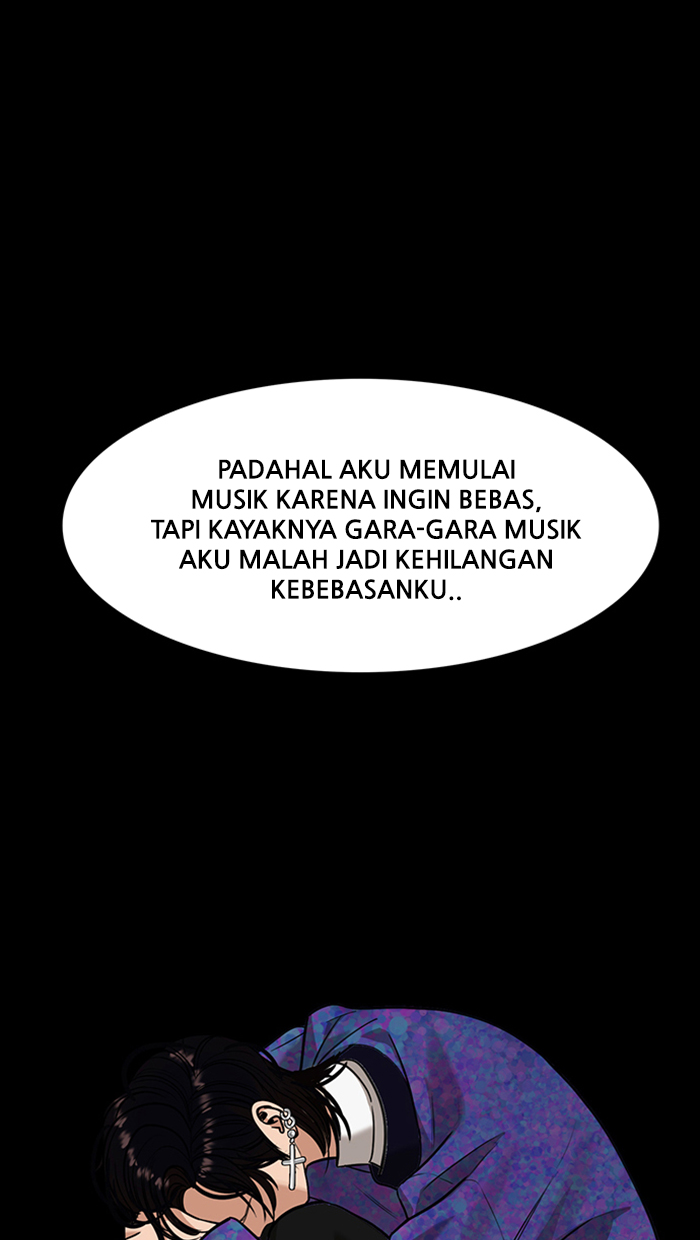 PADAHAL AKU MEMULAI
MUSIK KARENA INGIN BEBAS,
TAPI KAYAKNYA GARA-GARA MUSIK
AKU MALAH JADI KEHILANGAN
KEBEBASANKU..